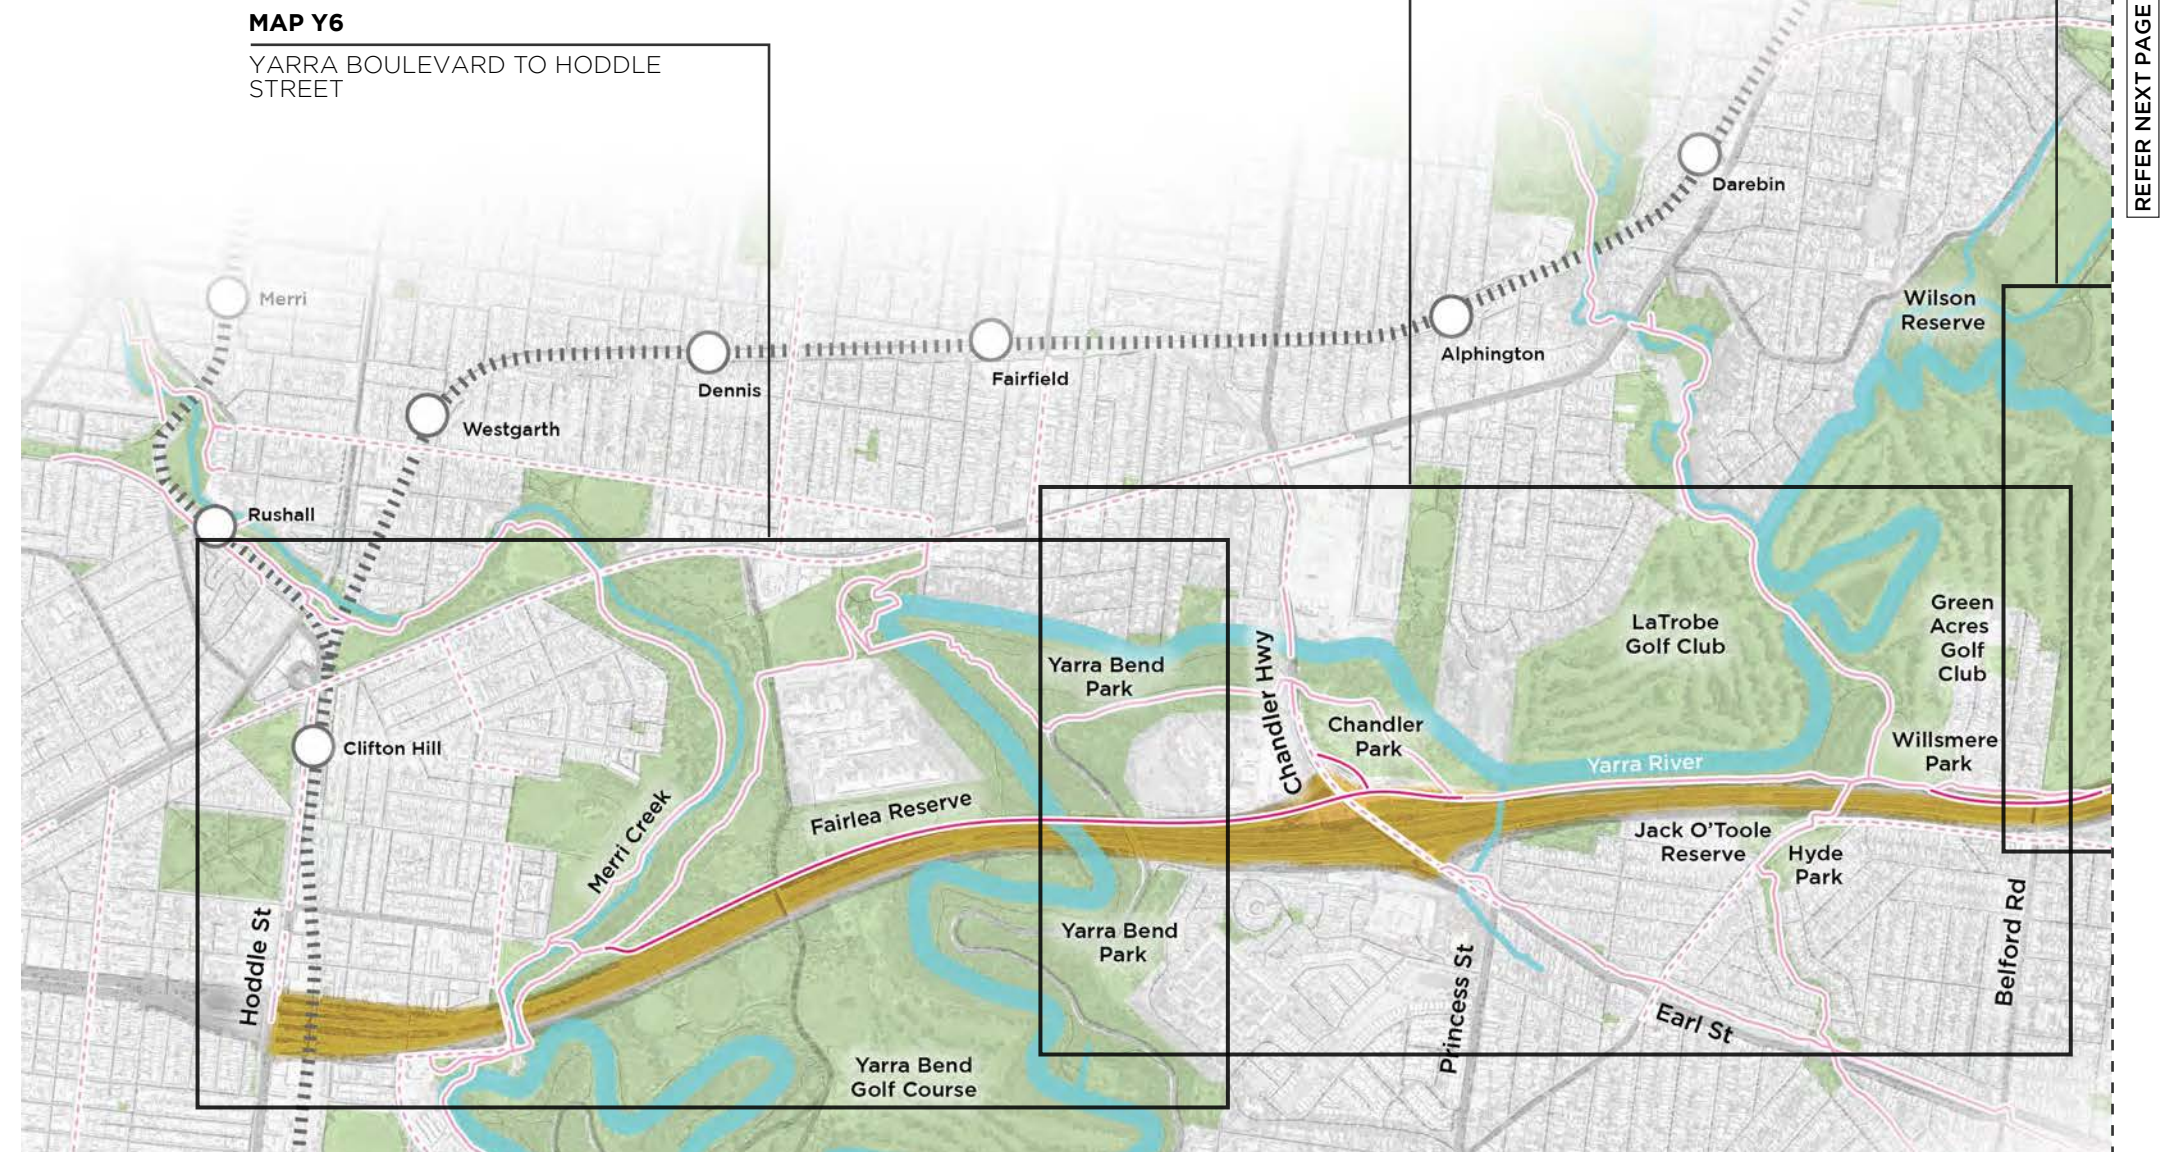 MAP Y6
YARRA BOULEVARD TO HODDLE
STREET
REFER NEXT PAGE
Darebin
Merri
Wilson
Reserve
Alphington
Dennis
Fairfield
Westgarth
Rushall
LaTrobe
Golf Club
Green
Acres
Golf
Club
Yarra Bend
Park
Chandler Hwy
Chandler
Park
Clifton Hill
Willsmere
Park
Yarra River
Fairlea Reserve
Merri Creek
Jack O'Toole
Reserve
Hyde
Park
Hoddle St
Yarra Bend
Park
Princess St
Belford Rd
Earl St
Yarra Bend
Golf Course